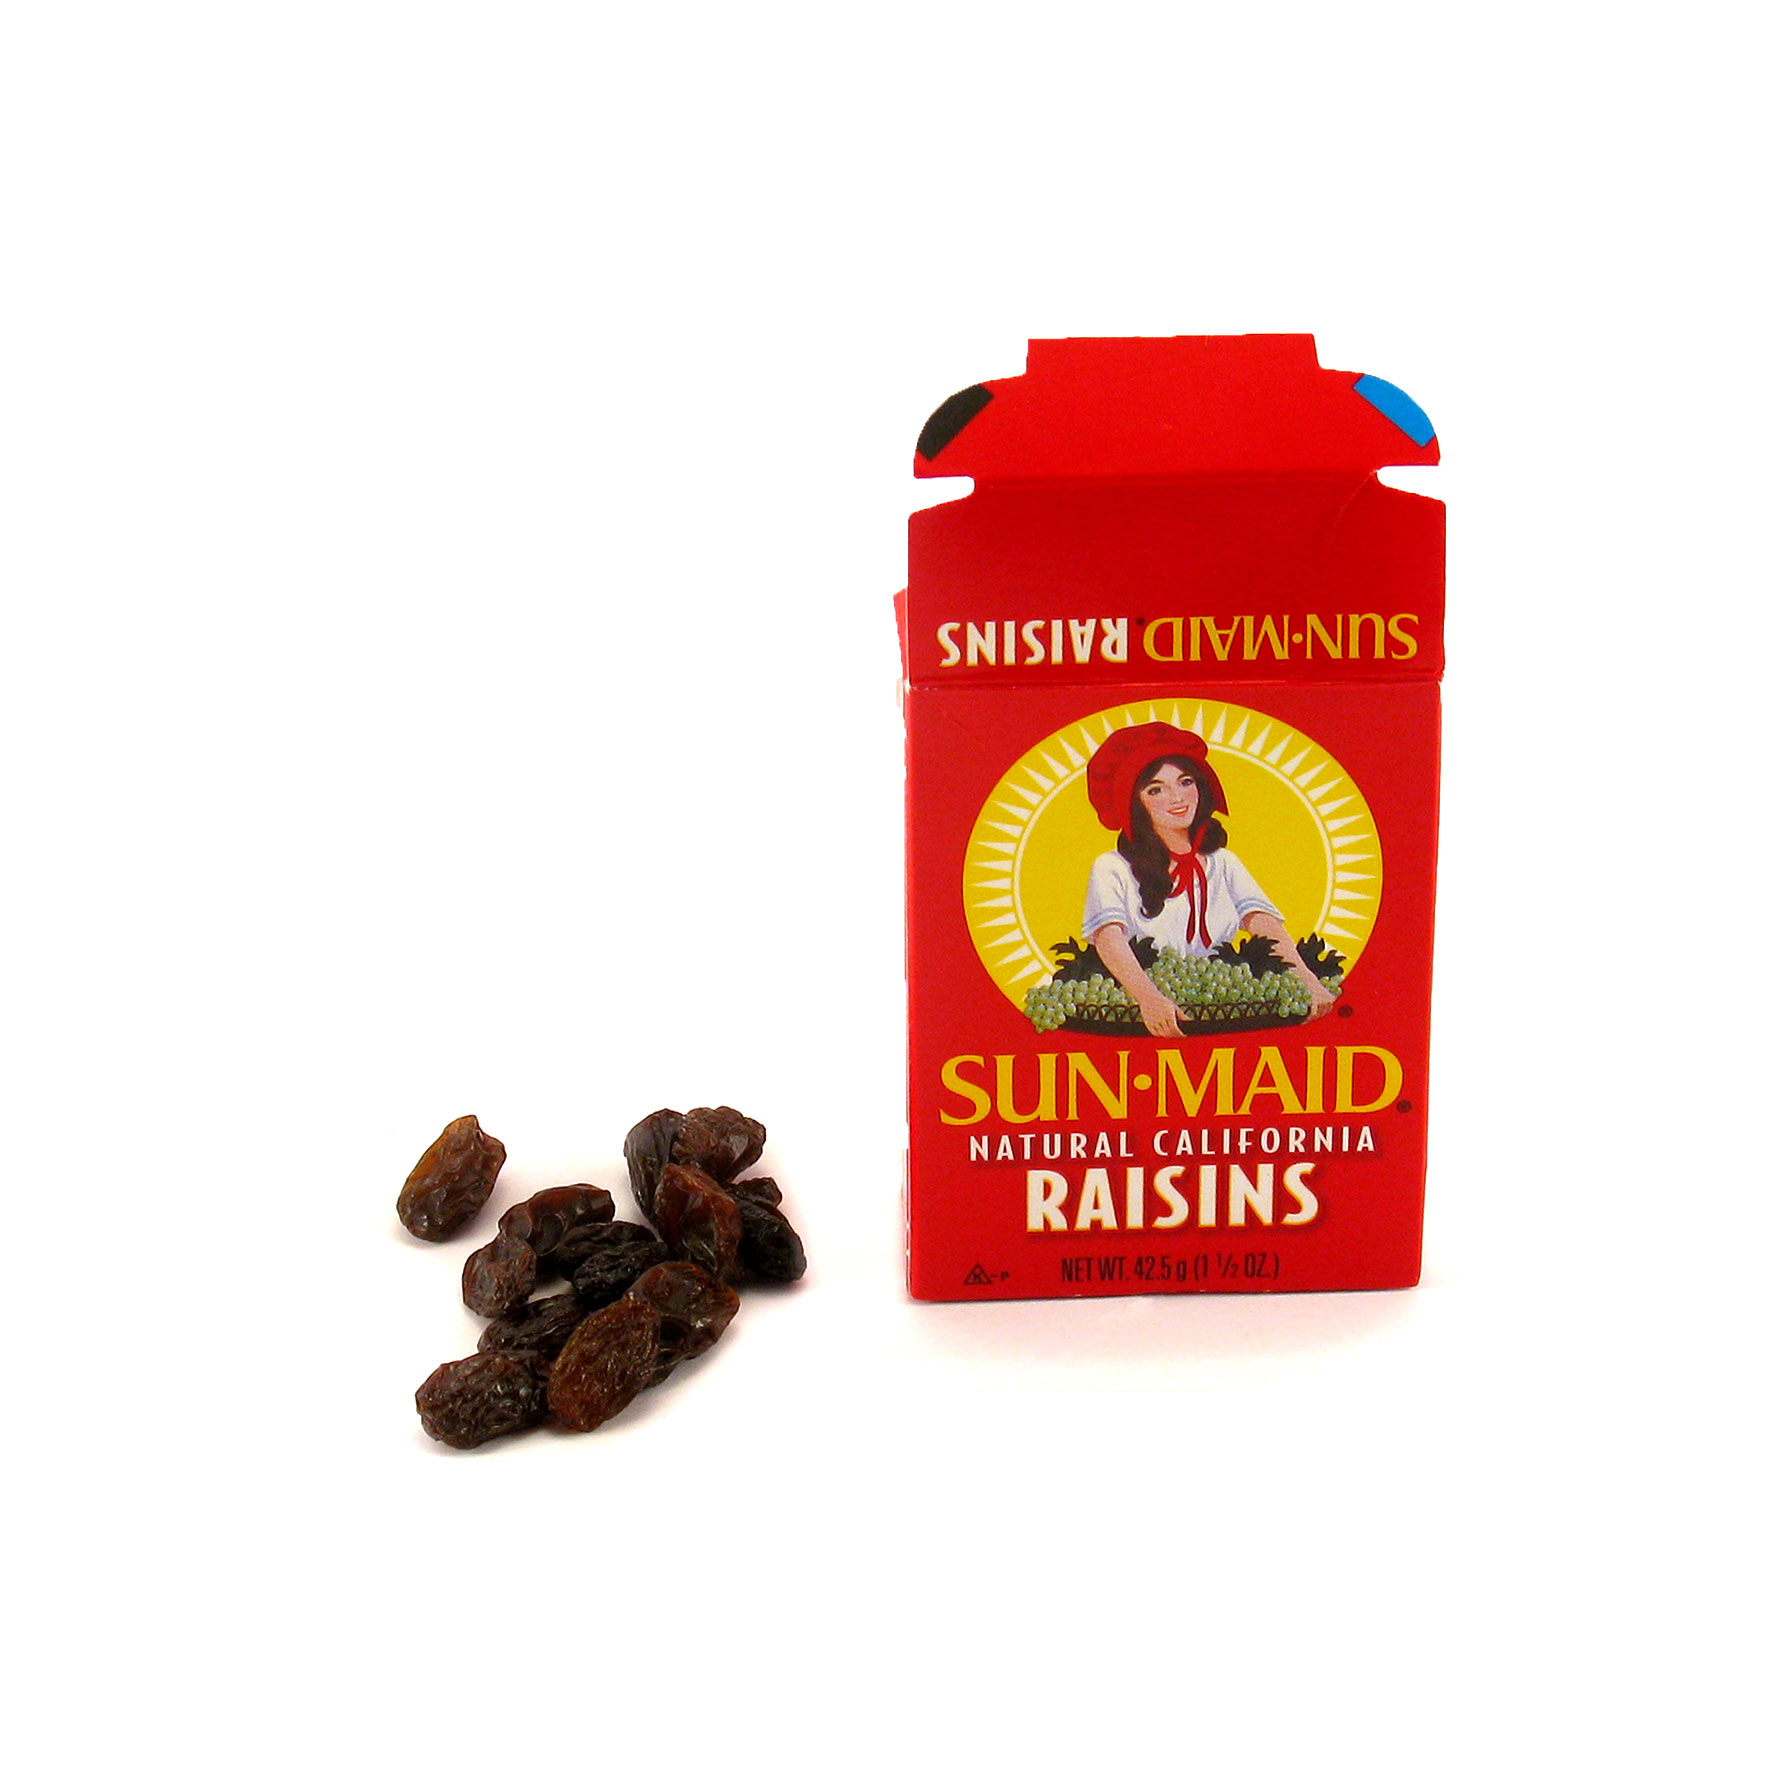 SUN•MAID® RAISINS
®
SUN•MAID®
NATURAL CALIFORNIA
RAISINS
K-P NET WT. 42.5 g (1 1/2 OZ.)